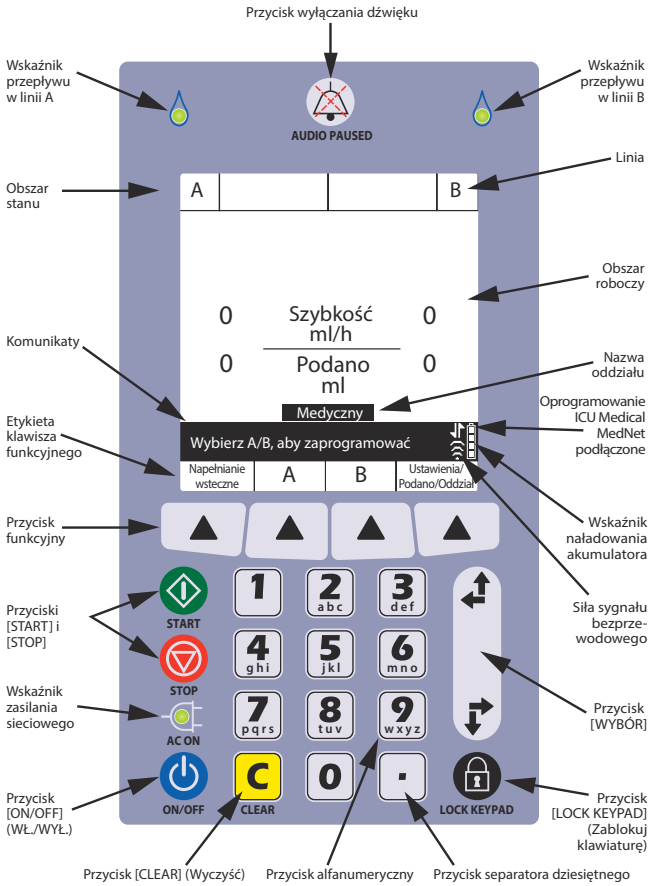 Przycisk wyłączania dźwięku
Wskaźnik
przepływu
w linii A
Wskaźnik
przepływu
w linii B
AUDIO PAUSED
Linia
Obszar
stanu
A
B
Obszar
roboczy
0
Szybkość
ml/h
0
Komunikaty
0
Podano
ml
0
Nazwa
oddziału
Medyczny
Oprogramowanie
ICU Medical
MedNet
podłączone
Etykieta
klawisza
funkcyjnego
Wybierz A/B, aby zaprogramować
Napełnianie
wsteczne
A
B
Ustawienia/
Podano/Oddział
Przycisk
funkcyjny
Wskaźnik
naładowania
akumulatora
Przyciski
[START] i
[STOP]
START
1
2
abc
3
def
Siła sygnału
bezprze-
wodowego
STOP
4
ghi
5
jkl
6
mno
Wskaźnik
zasilania
sieciowego
AC ON
7
pqrs
8
tuv
9
wxyz
Przycisk
[WYBÓR]
Przycisk
[ON/OFF]
(WŁ./WYŁ.)
ON/OFF
C
CLEAR
0
.
LOCK KEYPAD
Przycisk
[LOCK KEYPAD]
(Zablokuj
klawiaturę)
Przycisk [CLEAR] (Wyczyść)
Przycisk alfanumeryczny
Przycisk separatora dziesiętnego